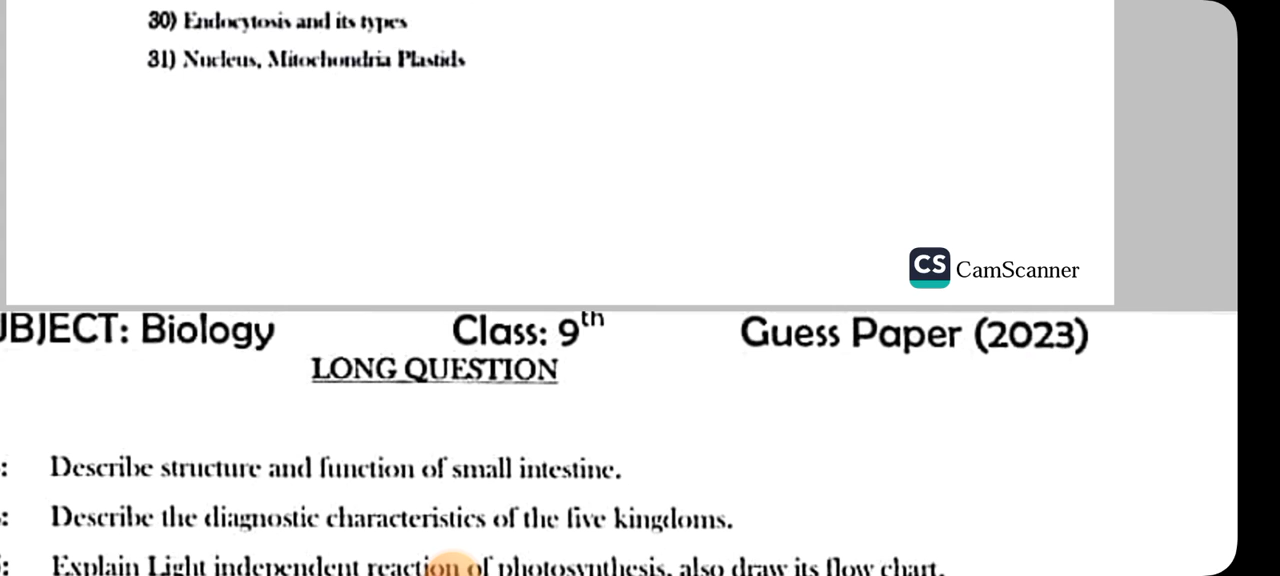 30) Endocytosis and its types
31) Nucleus, Mitochondria Plastids
CS CamScanner
UBJECT: Biology Class: 9th Guess Paper (2023)
LONG QUESTION
: Describe structure and function of small intestine.
: Describe the diagnostic characteristics of the five kingdoms.
: Explain Light independent reaction of photosynthesis, also draw its flow chart.